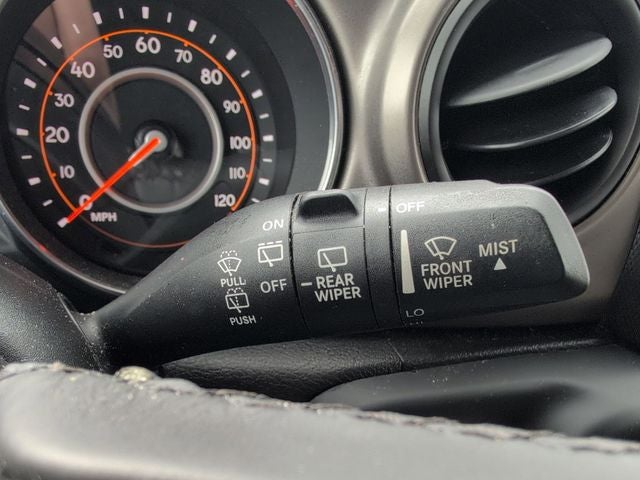 0
10
20
30
40
50
60
70
80
90
100
110
120
MPH
ON
OFF
PULL
PUSH
REAR
WIPER
OFF
FRONT
WIPER
MIST
LO